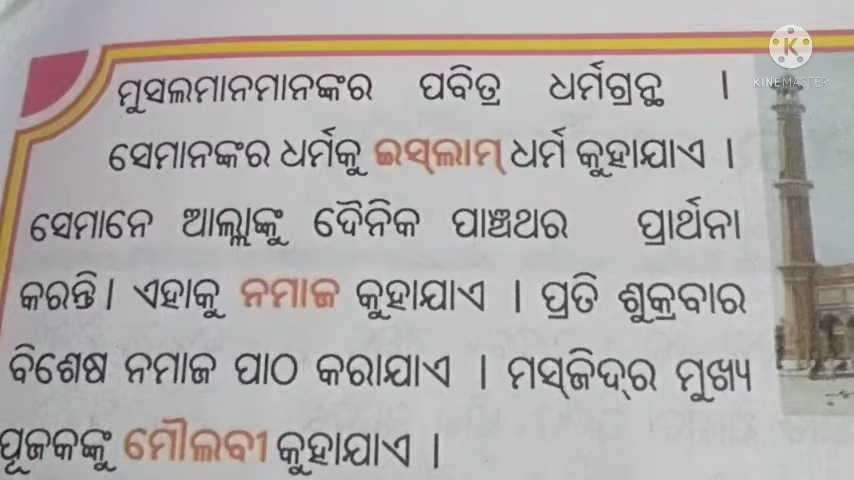 ମୁସଲମାନମାନଙ୍କର ପବିତ୍ର ଧର୍ମଗ୍ରନ୍ଥ ।
ସେମାନଙ୍କର ଧର୍ମକୁ ଇସ୍‌ଲାମ୍ ଧର୍ମ କୁହାଯାଏ ।
ସେମାନେ ଆଲ୍ଲାଙ୍କୁ ଦୈନିକ ପାଞ୍ଚଥର ପ୍ରାର୍ଥନା
କରନ୍ତି। ଏହାକୁ ନମାଜ କୁହାଯାଏ । ପ୍ରତି ଶୁକ୍ରବାର
ବିଶେଷ ନମାଜ ପାଠ କରାଯାଏ । ମସ୍‌ଜିଦ୍‌ର ମୁଖ୍ୟ
ପୂଜକଙ୍କୁ ମୌଲବୀ କୁହାଯାଏ ।
KINEMASTER